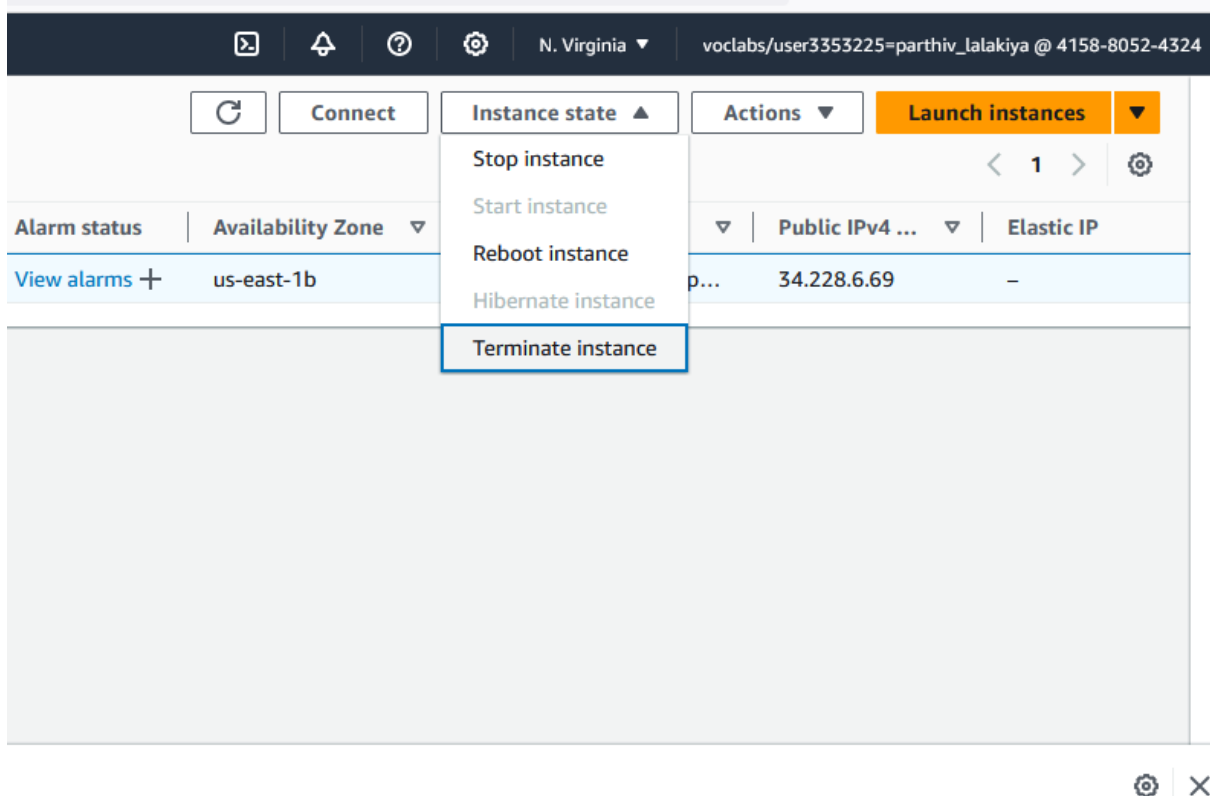 N. Virginia ▼ voclabs/user3353225=parthiv_lalakiya @ 4158-8052-4324
Connect Instance state ▲ Actions ▼ Launch instances ▼
Stop instance
< 1 >
Start instance
Alarm status Availability Zone Public IPv4 ... Elastic IP
Reboot instance
View alarms + us-east-1b p... 34.228.6.69 –
Hibernate instance
Terminate instance